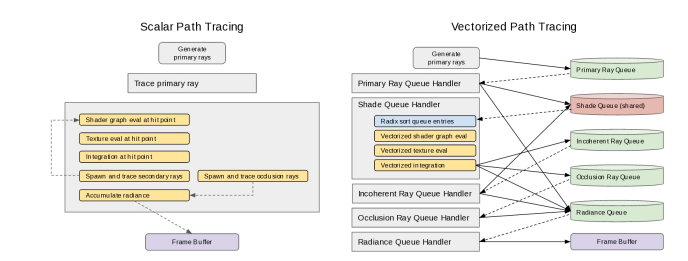 Scalar Path Tracing
Generate
primary rays
Trace primary ray
Shader graph eval at hit point
Texture eval at hit point
Integration at hit point
Spawn and trace secondary rays
Spawn and trace occlusion rays
Accumulate radiance
Frame Buffer
Vectorized Path Tracing
Generate
primary rays
Primary Ray Queue Handler
Shade Queue Handler
Radix sort queue entries
Vectorized shader graph eval
Vectorized texture eval
Vectorized integration
Incoherent Ray Queue Handler
Occlusion Ray Queue Handler
Radiance Queue Handler
Primary Ray Queue
Shade Queue (shared)
Incoherent Ray Queue
Occlusion Ray Queue
Radiance Queue
Frame Buffer